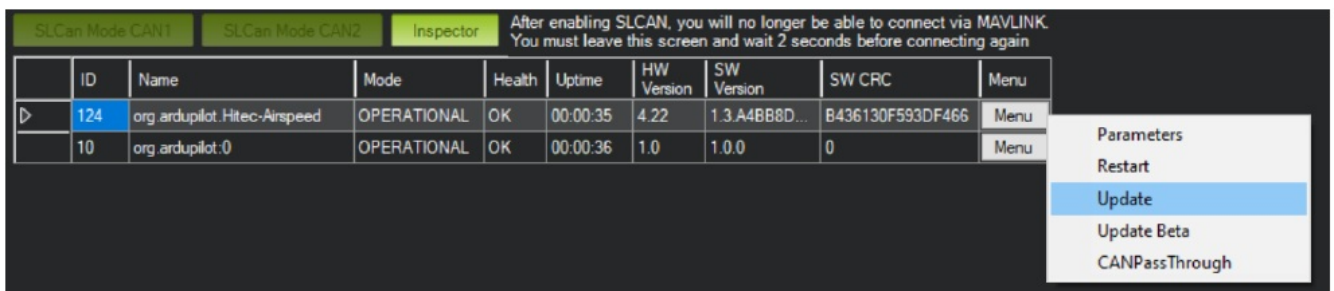 SLCan Mode CAN1 SLCan Mode CAN2 Inspector After enabling SLCAN, you will no longer be able to connect via MAVLINK.
You must leave this screen and wait 2 seconds before connecting again
ID Name Mode Health Uptime HW Version SW Version SW CRC Menu
124 org.ardupilot.Hitec-Airspeed OPERATIONAL OK 00:00:35 4.22 1.3.A4BB8D... B436130F593DF466 Menu
10 org.ardupilot:0 OPERATIONAL OK 00:00:36 1.0 1.0.0 0 Menu
Parameters
Restart
Update
Update Beta
CANPassThrough